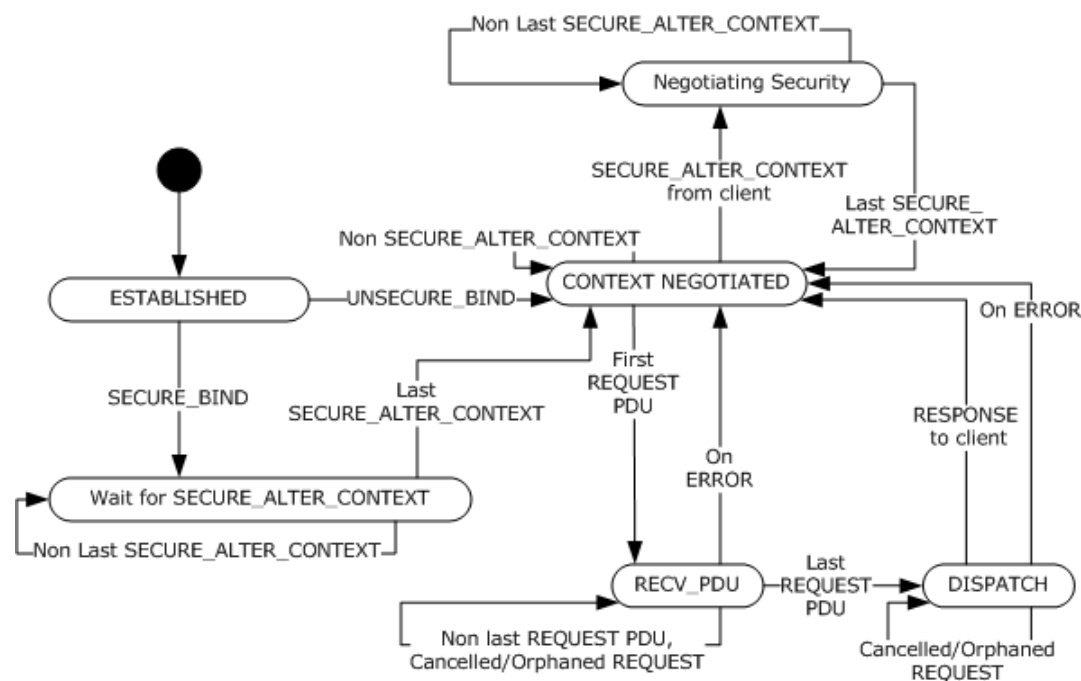 Non Last SECURE_ALTER_CONTEXT
Negotiating Security
SECURE_ALTER_CONTEXT
from client
Last SECURE_
ALTER_CONTEXT
Non SECURE_ALTER_CONTEXT
CONTEXT NEGOTIATED
ESTABLISHED
UNSECURE_BIND
On ERROR
First
REQUEST
PDU
Last
SECURE_ALTER_CONTEXT
SECURE_BIND
RESPONSE
to client
On
ERROR
Wait for SECURE_ALTER_CONTEXT
Non Last SECURE_ALTER_CONTEXT
RECV_PDU
Last
REQUEST
PDU
DISPATCH
Non last REQUEST PDU,
Cancelled/Orphaned REQUEST
Cancelled/Orphaned
REQUEST